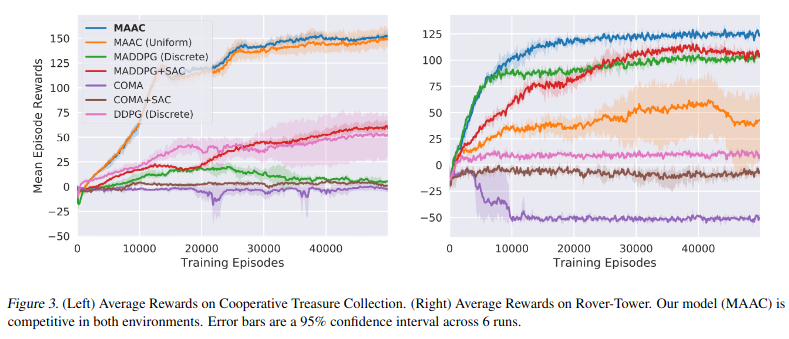 MAAC
MAAC (Uniform)
MADDPG (Discrete)
MADDPG+SAC
COMA
COMA+SAC
DDPG (Discrete)
Mean Episode Rewards
150
125
100
75
50
25
0
−25
−50
0
10000
20000
30000
40000
Training Episodes
125
100
75
50
25
0
−25
−50
0
10000
20000
30000
40000
Training Episodes
Figure 3. (Left) Average Rewards on Cooperative Treasure Collection. (Right) Average Rewards on Rover-Tower. Our model (MAAC) is
competitive in both environments. Error bars are a 95% confidence interval across 6 runs.